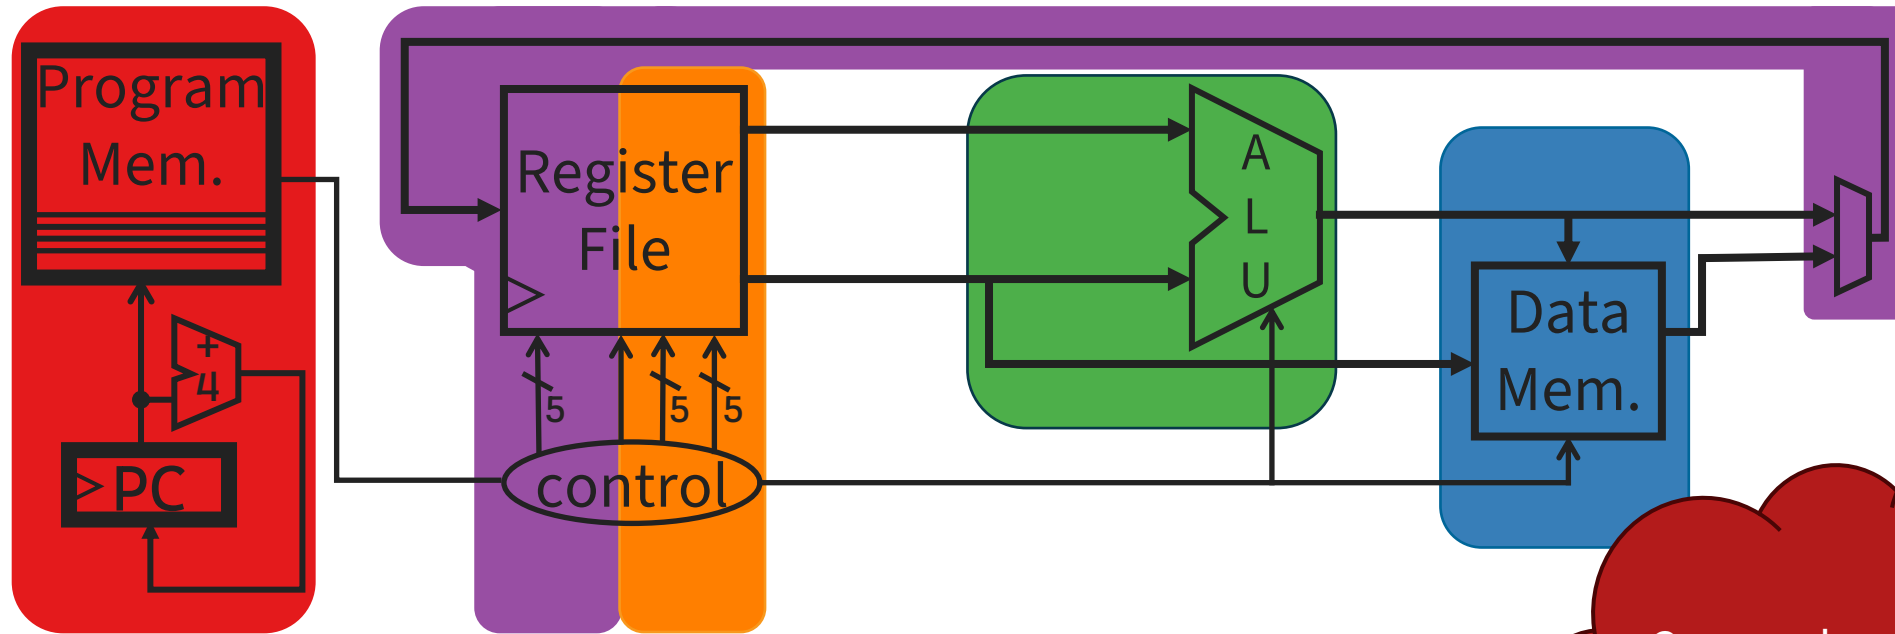 Program
Mem.
+
4
PC
Register
File
5
5
5
control
A
L
U
Data
Mem.